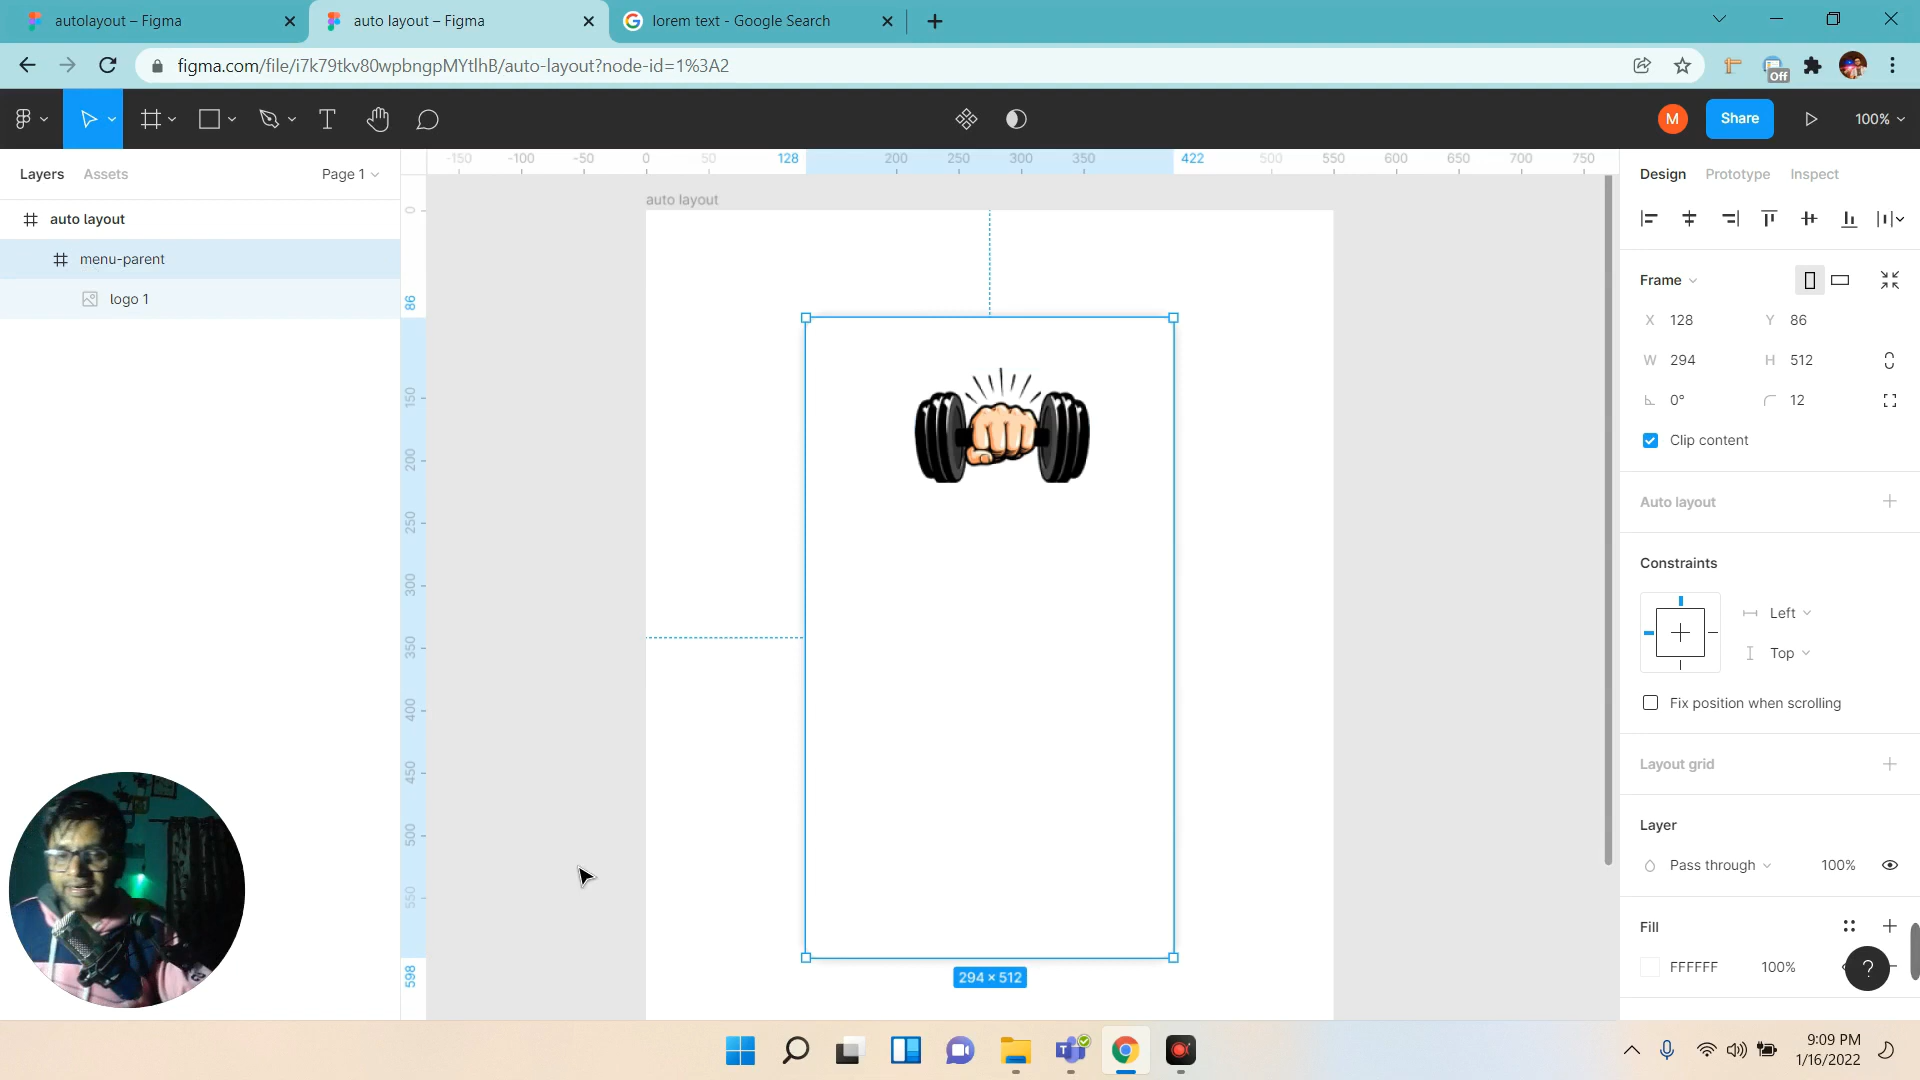 autolayout – Figma
auto layout – Figma
lorem text - Google Search
figma.com/file/i7k79tkv80wpbngpMYtlhB/auto-layout?node-id=1%3A2
Off
M
Share
100%
Layers
Assets
Page 1
-150 -100 -50 0 50 128 200 250 300 350 422 500 550 600 650 700 750
Design
Prototype
Inspect
auto layout
menu-parent
logo 1
0
86
150
200
250
300
350
400
450
500
550
598
auto layout
294 × 512
Frame
X 128 Y 86
W 294 H 512
0° 12
Clip content
Auto layout
Constraints
Left
Top
Fix position when scrolling
Layout grid
Layer
Pass through 100%
Fill
FFFFFF 100%
?
9:09 PM
1/16/2022